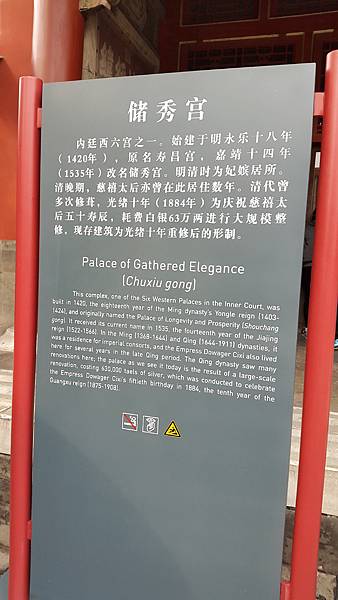 储秀宫
内廷西六宫之一。始建于明永乐十八年
(1420年)，原名寿昌宫，嘉靖十四年
(1535年)改名储秀宫。明清时为妃嫔居所。
清晚期，慈禧太后亦曾在此居住数年。清代曾
多次修葺，光绪十年(1884年)为庆祝慈禧太
后五十寿辰，耗费白银63万两进行大规模整
修，现存建筑为光绪十年重修后的形制。
Palace of Gathered Elegance
(Chuxiu gong)
This complex, one of the Six Western Palaces in the Inner Court, was
built in 1420, the eighteenth year of the Ming dynasty's Yongle reign (1403-
1424), and originally named the Palace of Longevity and Prosperity (Shouchang
gong). It received its current name in 1535, the fourteenth year of the Jiajing
reign (1522-1566). In the Ming (1368-1644) and Qing (1644-1911) dynasties, it
was a residence for imperial consorts, and the Empress Dowager Cixi also lived
here for several years in the late Qing period. The Qing dynasty saw many
renovations here; the palace as we see it today is the result of a large-scale
renovation, costing 630,000 taels of silver, which was conducted to celebrate
the Empress Dowager Cixi's fiftieth birthday in 1884, the tenth year of the
Guangxu reign (1875-1908).